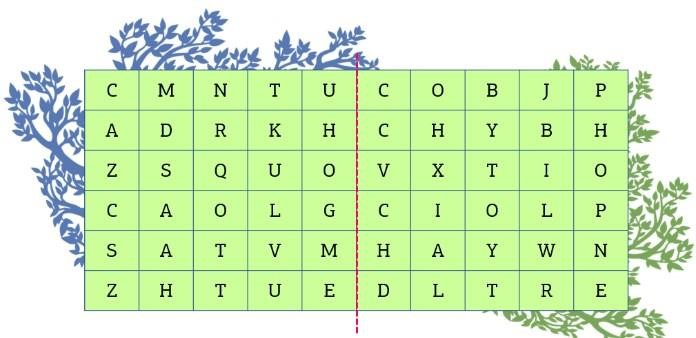 C M N T U C O B J P
A D R K H C H Y B H
Z S Q U O V X T I O
C A O L G C I O L P
S A T V M H A Y W N
Z H T U E D L T R E